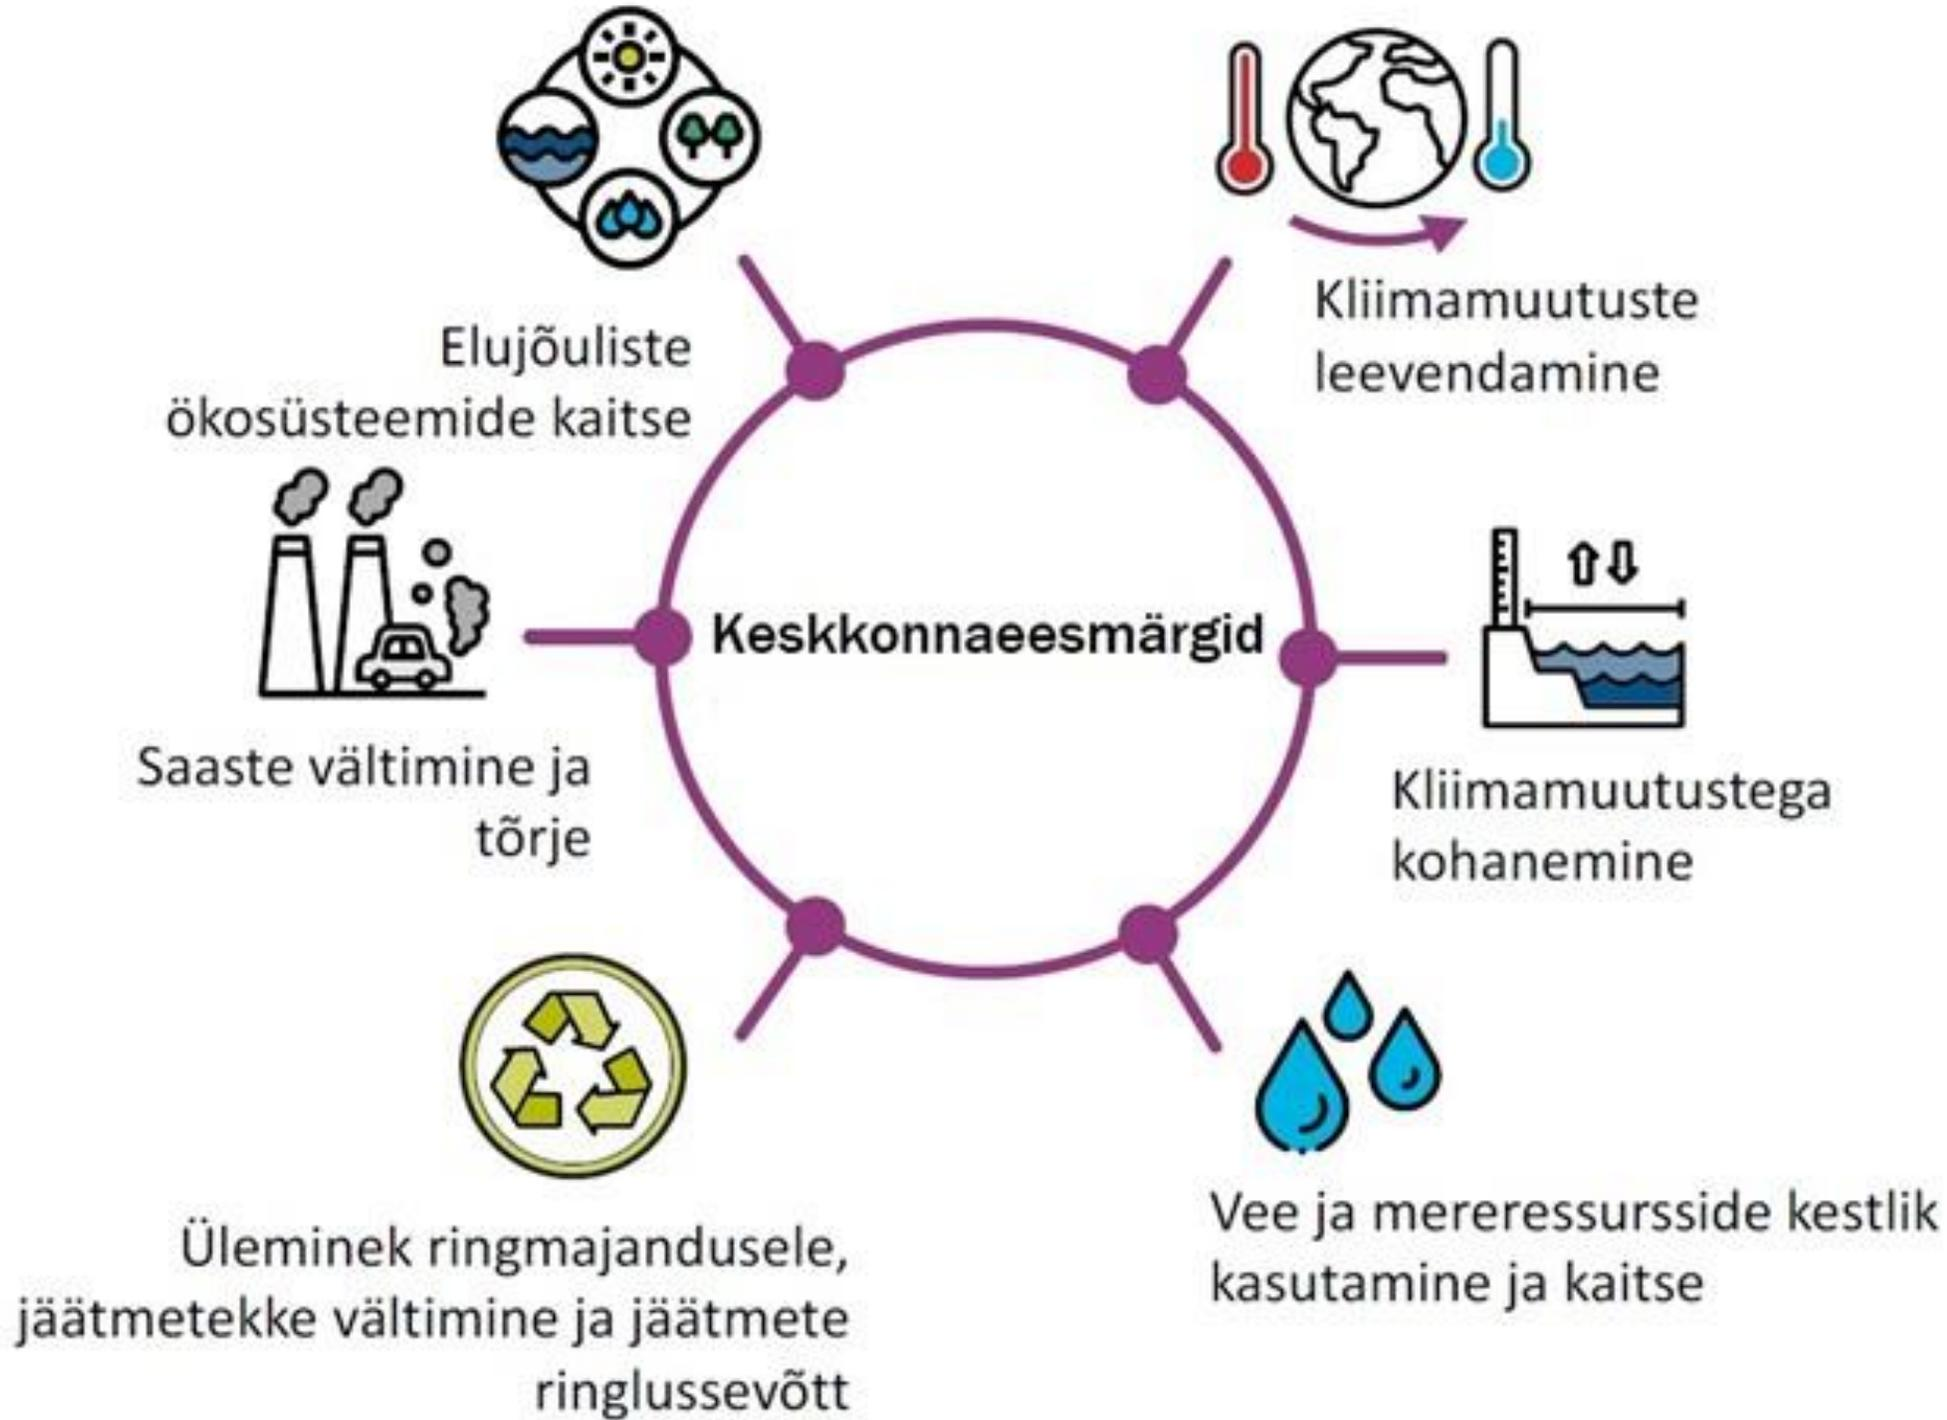 Keskkonnaeesmärgid
Kliimamuutuste
leevendamine
Kliimamuutustega
kohanemine
Vee ja mereressursside kestlik
kasutamine ja kaitse
Üleminek ringmajandusele,
jäätmetekke vältimine ja jäätmete
ringlussevõtt
Saaste vältimine ja
tõrje
Elujõuliste
ökosüsteemide kaitse